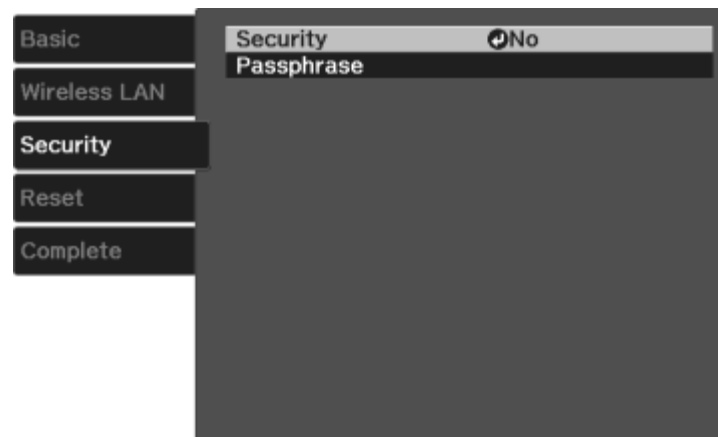 Basic
Wireless LAN
Security
Reset
Complete
Security No
Passphrase